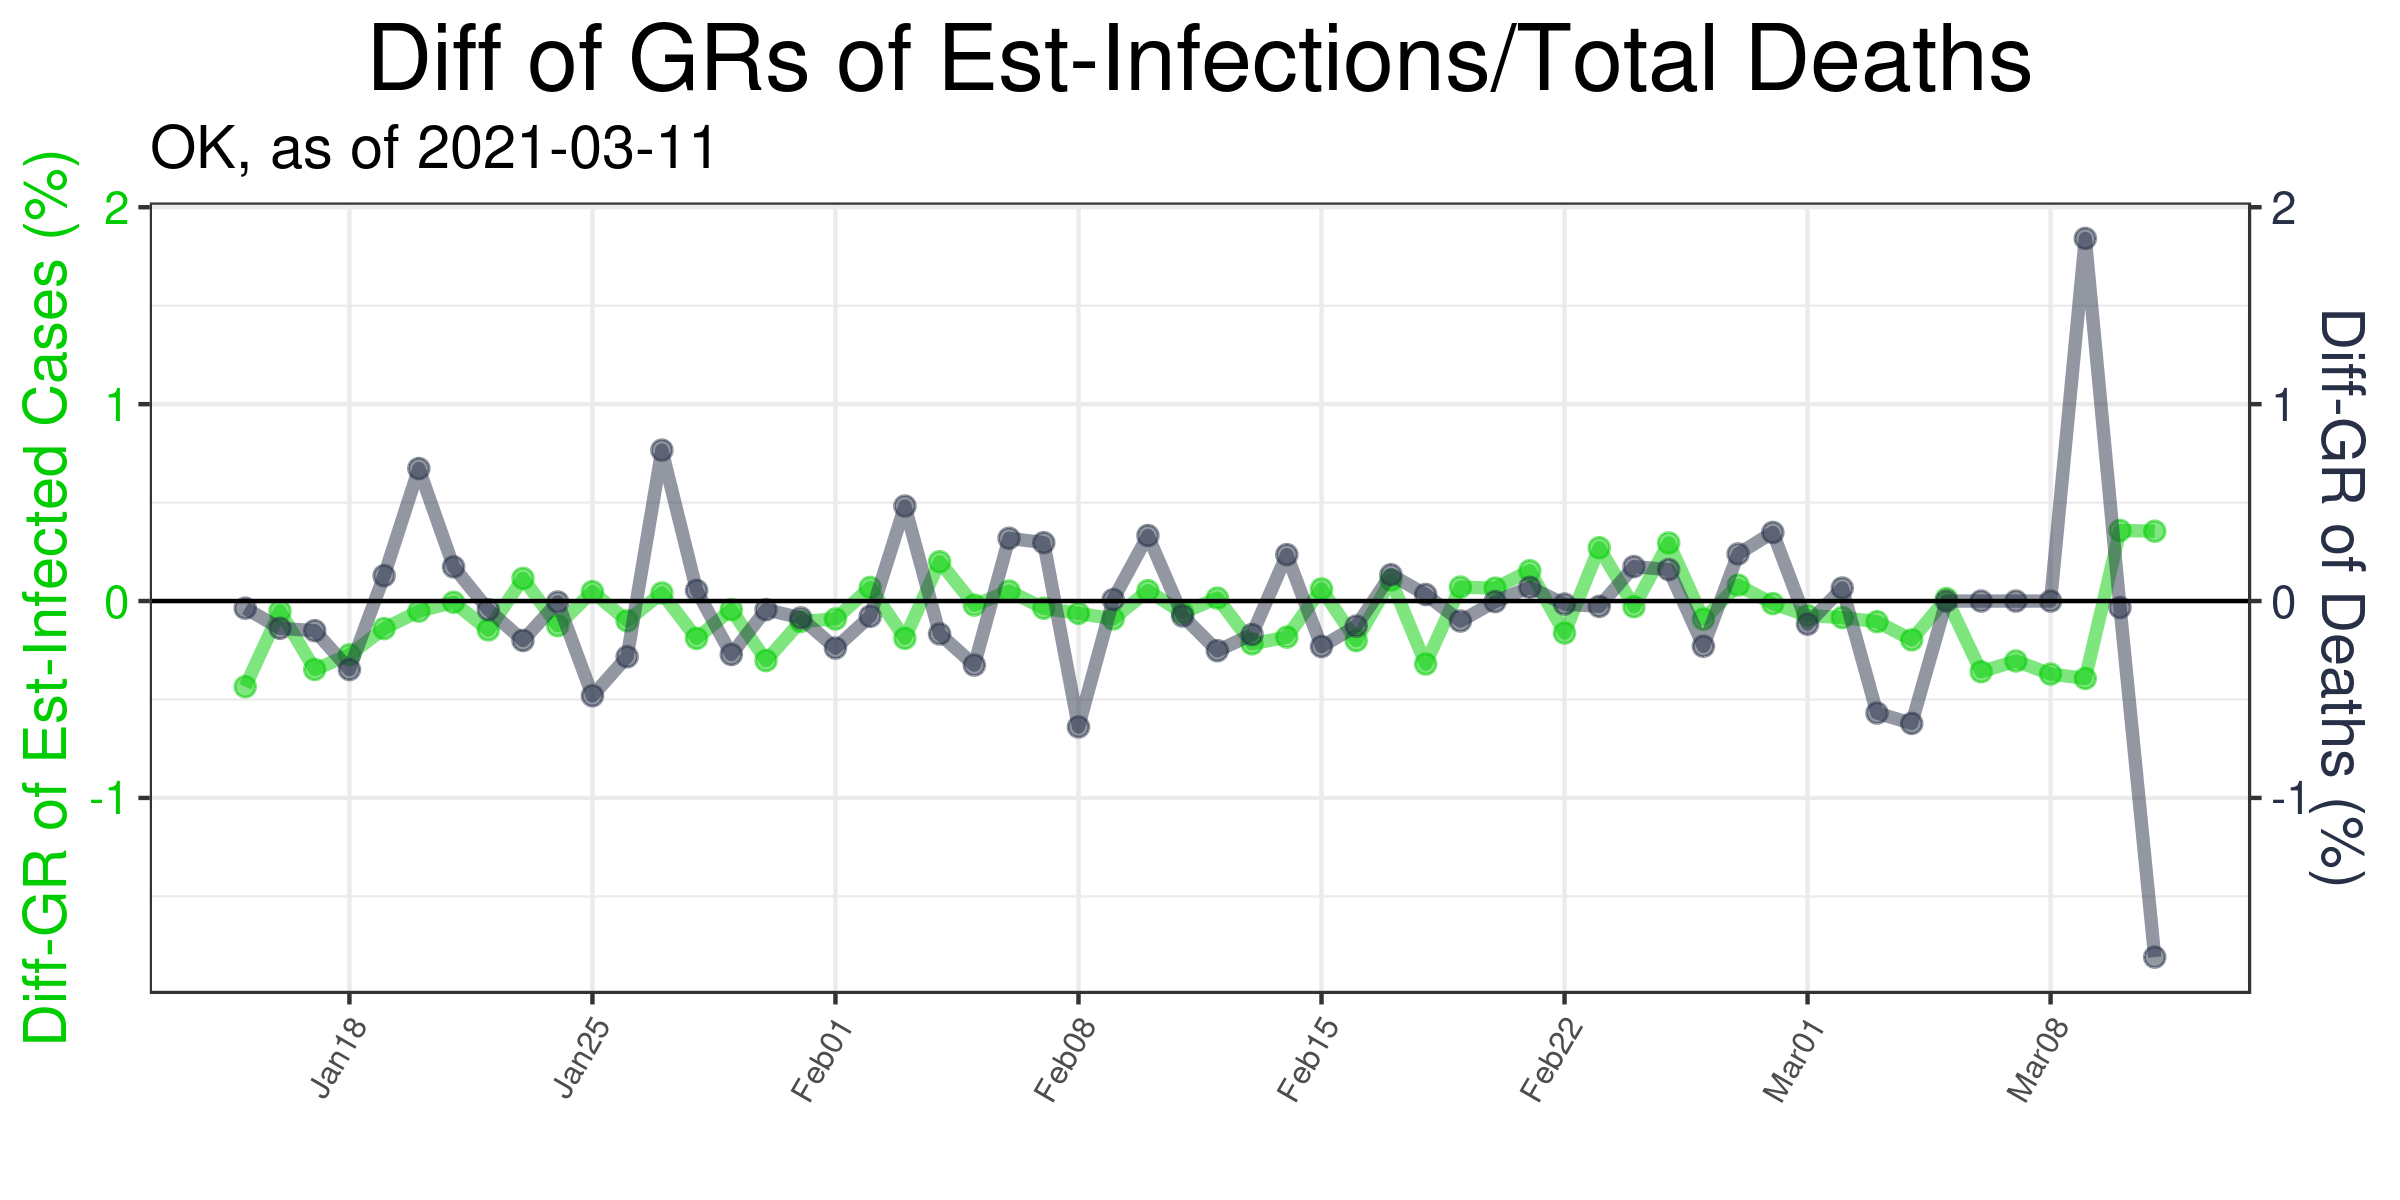 Diff of GRs of Est-Infections/Total Deaths
OK, as of 2021-03-11
Diff-GR of Est-Infected Cases (%)
2
1
0
-1
2
1
0
-1
Diff-GR of Deaths (%)
Jan18
Jan25
Feb01
Feb08
Feb15
Feb22
Mar01
Mar08